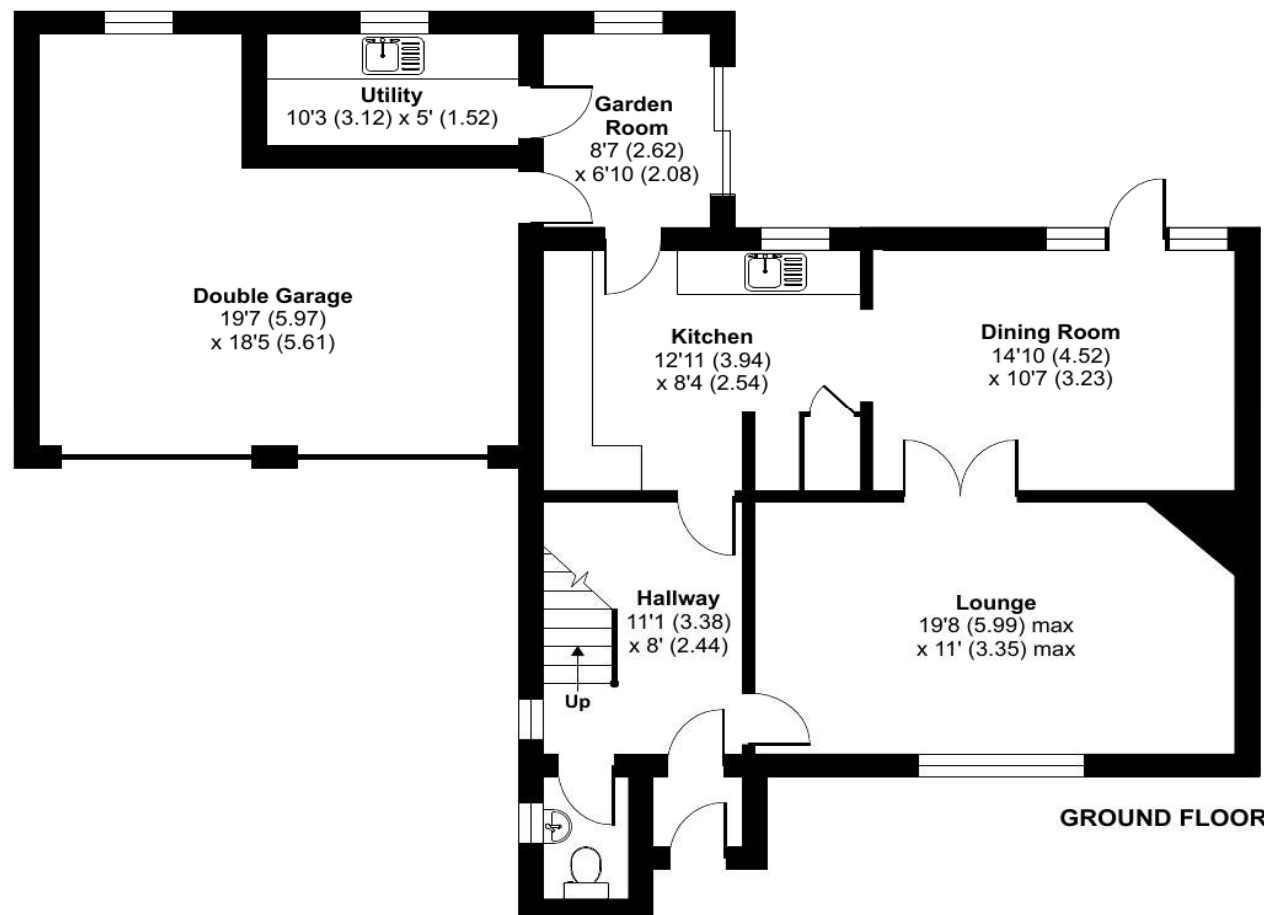 Utility
10'3 (3.12) x 5' (1.52)
Garden
Room
8'7 (2.62)
x 6'10 (2.08)
Double Garage
19'7 (5.97)
x 18'5 (5.61)
Kitchen
12'11 (3.94)
x 8'4 (2.54)
Dining Room
14'10 (4.52)
x 10'7 (3.23)
Hallway
11'1 (3.38)
x 8' (2.44)
Up
Lounge
19'8 (5.99) max
x 11' (3.35) max
GROUND FLOOR